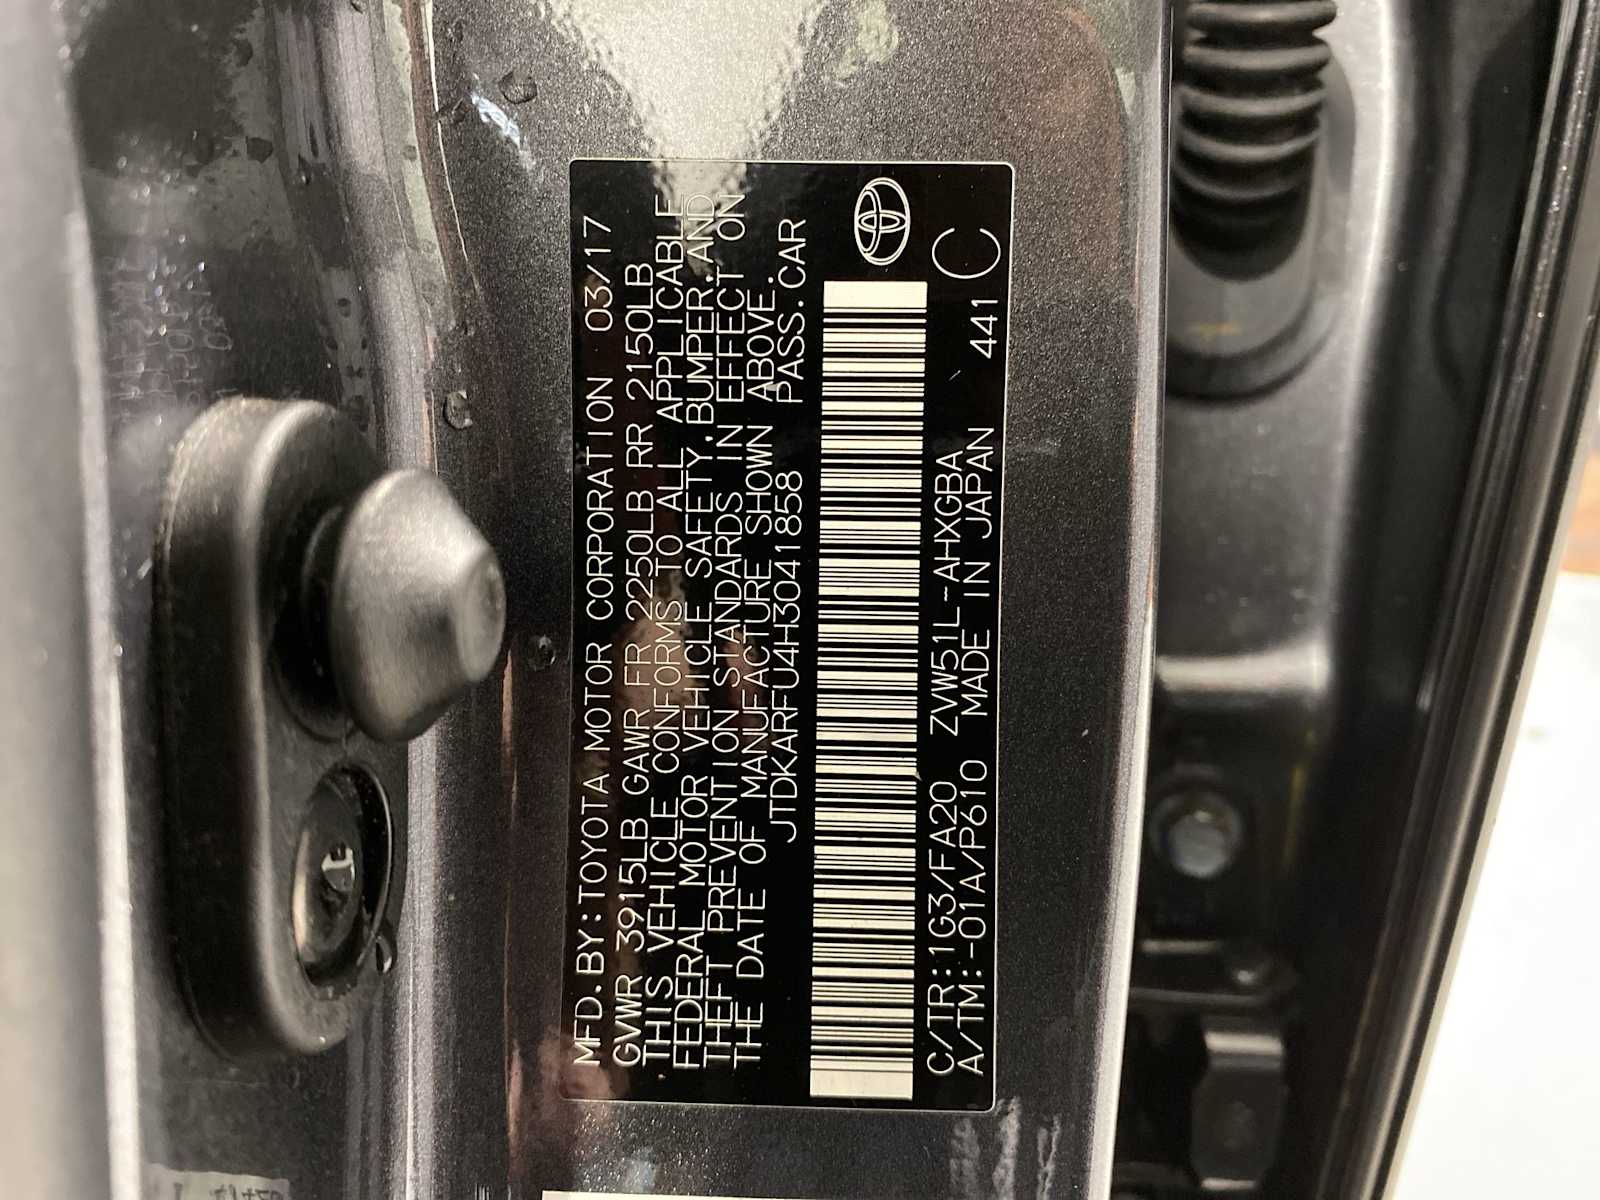 MFD.BY:TOYOTA MOTOR CORPORATION 03/17
GVWR 3915LB GAWR FR 2250LB RR 2150LB
THIS VEHICLE CONFORMS TO ALL APPLICABLE
FEDERAL MOTOR VEHICLE SAFETY,BUMPER,AND
THEFT PREVENTION STANDARDS IN EFFECT ON
THE DATE OF MANUFACTURE SHOWN ABOVE.
JTDKARFU4H3041858 PASS.CAR
C/TR:1G3/FA20 ZVW51L-AHXGBA
A/TM:-01A/P610 MADE IN JAPAN 441 C